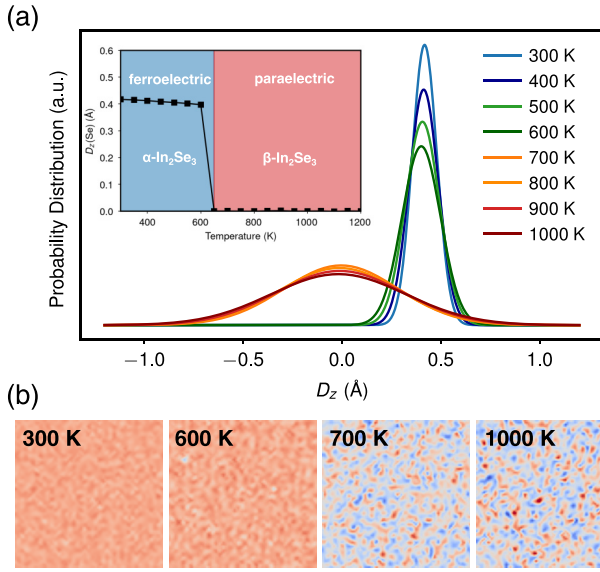 (a)
Probability Distribution (a.u.)
D_z(Se) (Å)
0.6
0.5
0.4
0.3
0.2
0.1
0.0
ferroelectric
paraelectric
α-In₂Se₃
β-In₂Se₃
400
600
800
1000
1200
Temperature (K)
300 K
400 K
500 K
600 K
700 K
800 K
900 K
1000 K
−1.0
−0.5
0.0
0.5
1.0
D_z (Å)
(b)
300 K
600 K
700 K
1000 K